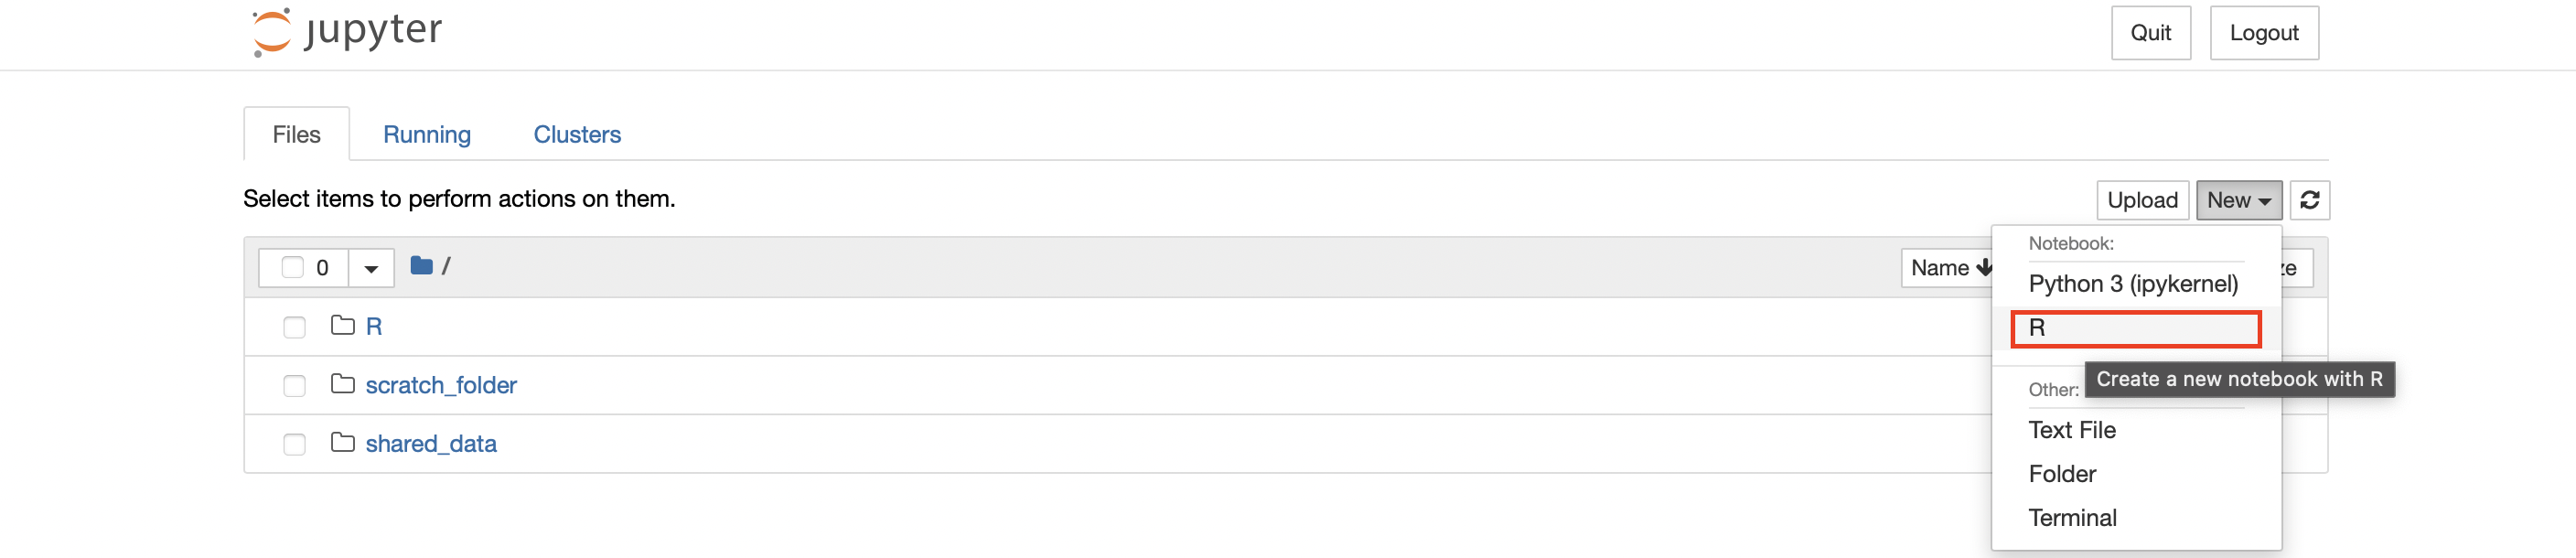 jupyter
Quit
Logout
Files
Running
Clusters
Select items to perform actions on them.
Upload
New
0
/
Name
ze
Notebook:
Python 3 (ipykernel)
R
Create a new notebook with R
Other:
Text File
Folder
Terminal
R
scratch_folder
shared_data